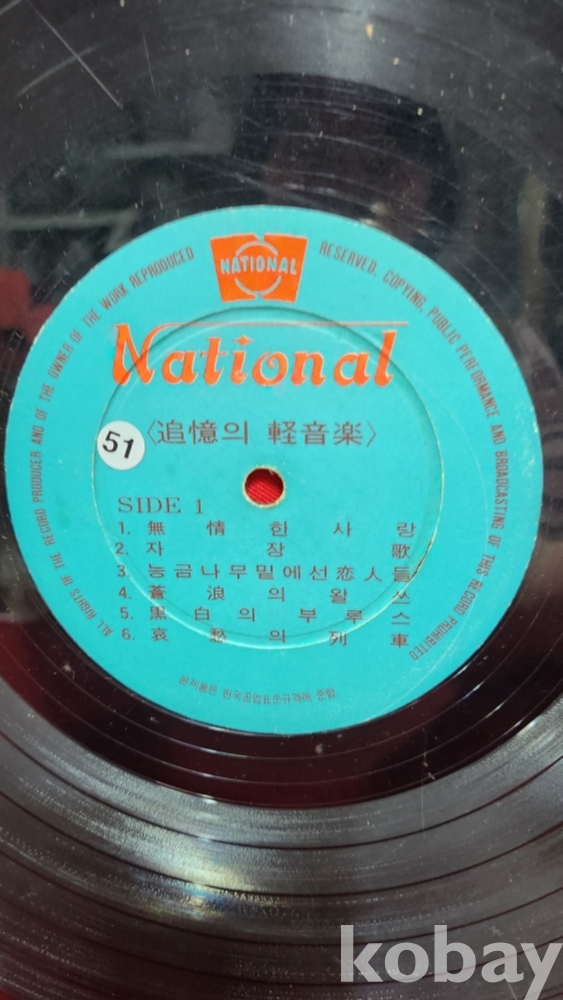 NATIONAL
ALL RIGHTS OF THE RECORD PRODUCER AND OF THE OWNER OF THE WORK REPRODUCED RESERVED. COPYING, PUBLIC PERFORMANCE AND BROADCASTING OF THIS RECORD PROHIBITED
National
51
〈追憶의 軽音楽〉
SIDE 1
1. 無情한사랑
2. 자장歌
3. 능금나무밑에선恋人들
4. 蒼浪의왈쓰
5. 黒白의부루스
6. 哀愁의列車
kobay